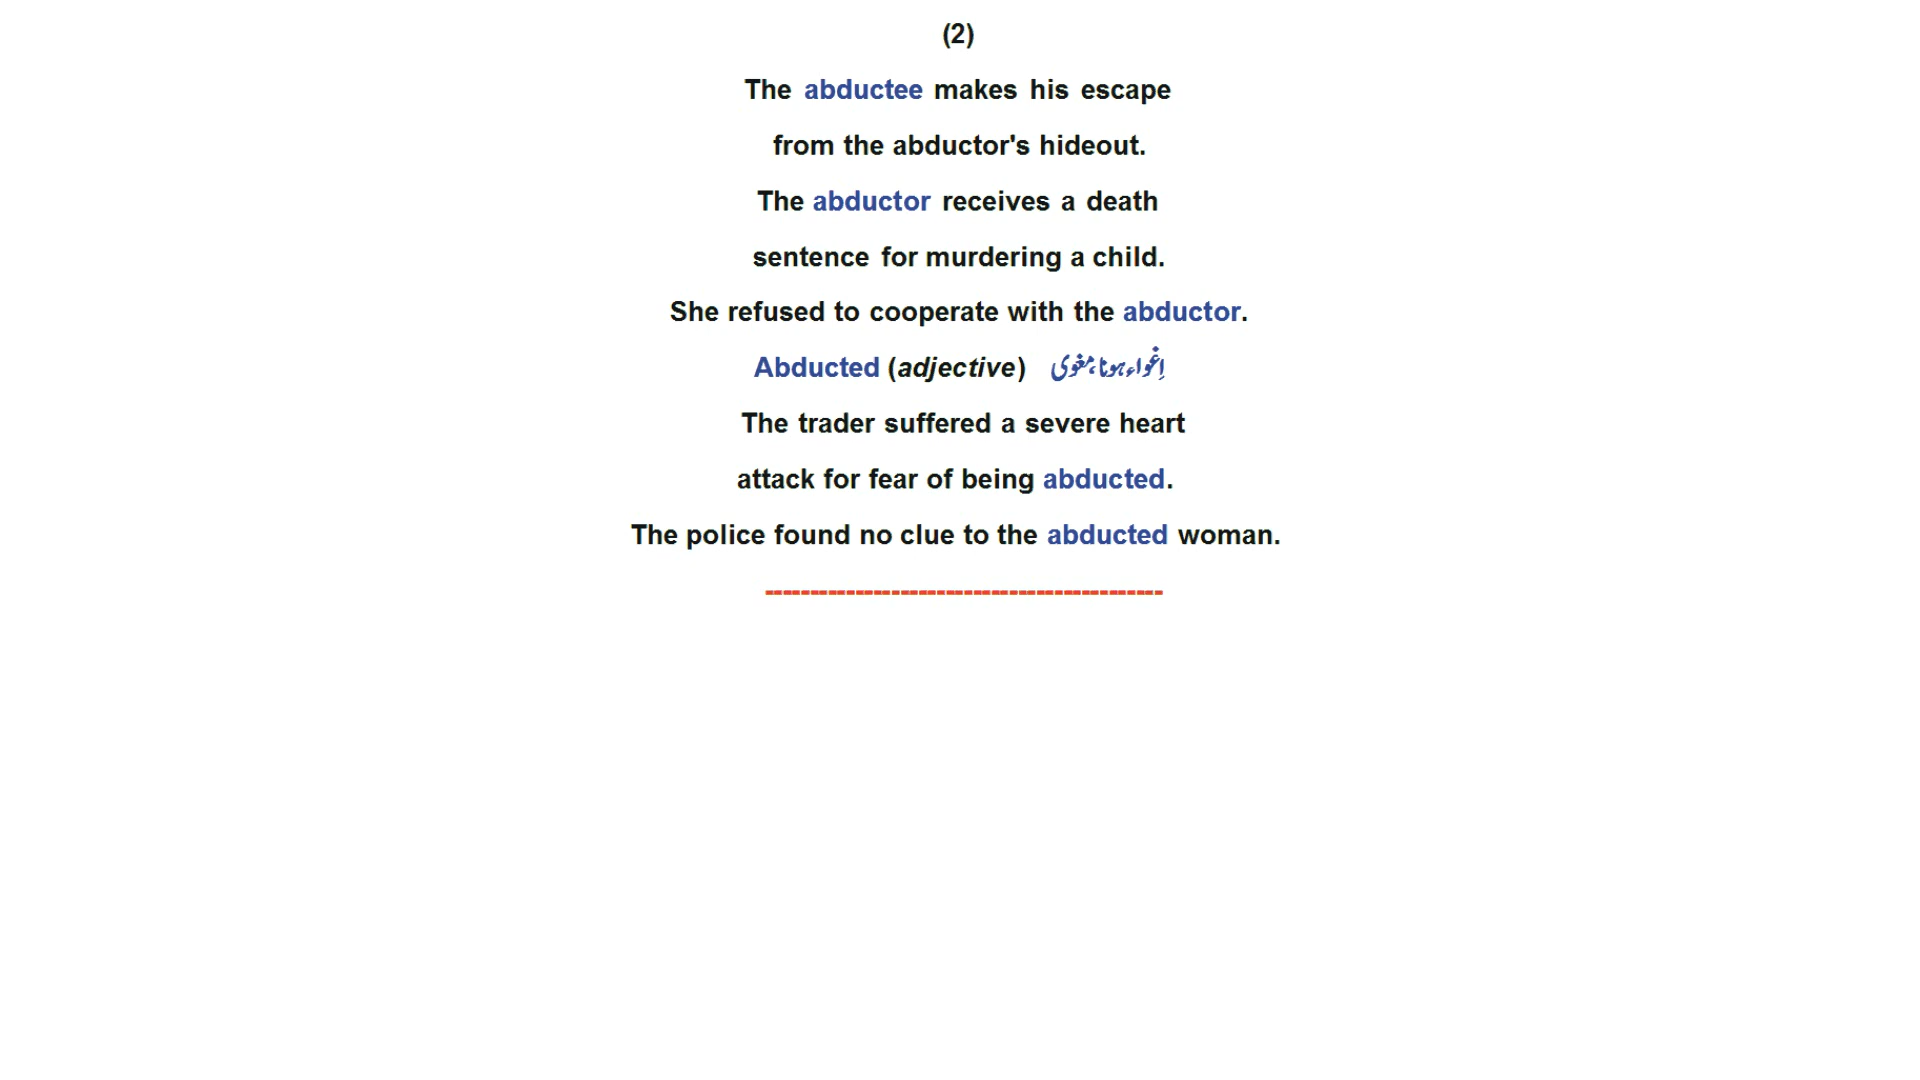 (2)
The abductee makes his escape
from the abductor's hideout.
The abductor receives a death
sentence for murdering a child.
She refused to cooperate with the abductor.
Abducted (adjective) اِغواء ہونا، مغوی
The trader suffered a severe heart
attack for fear of being abducted.
The police found no clue to the abducted woman.
--------------------------------------------